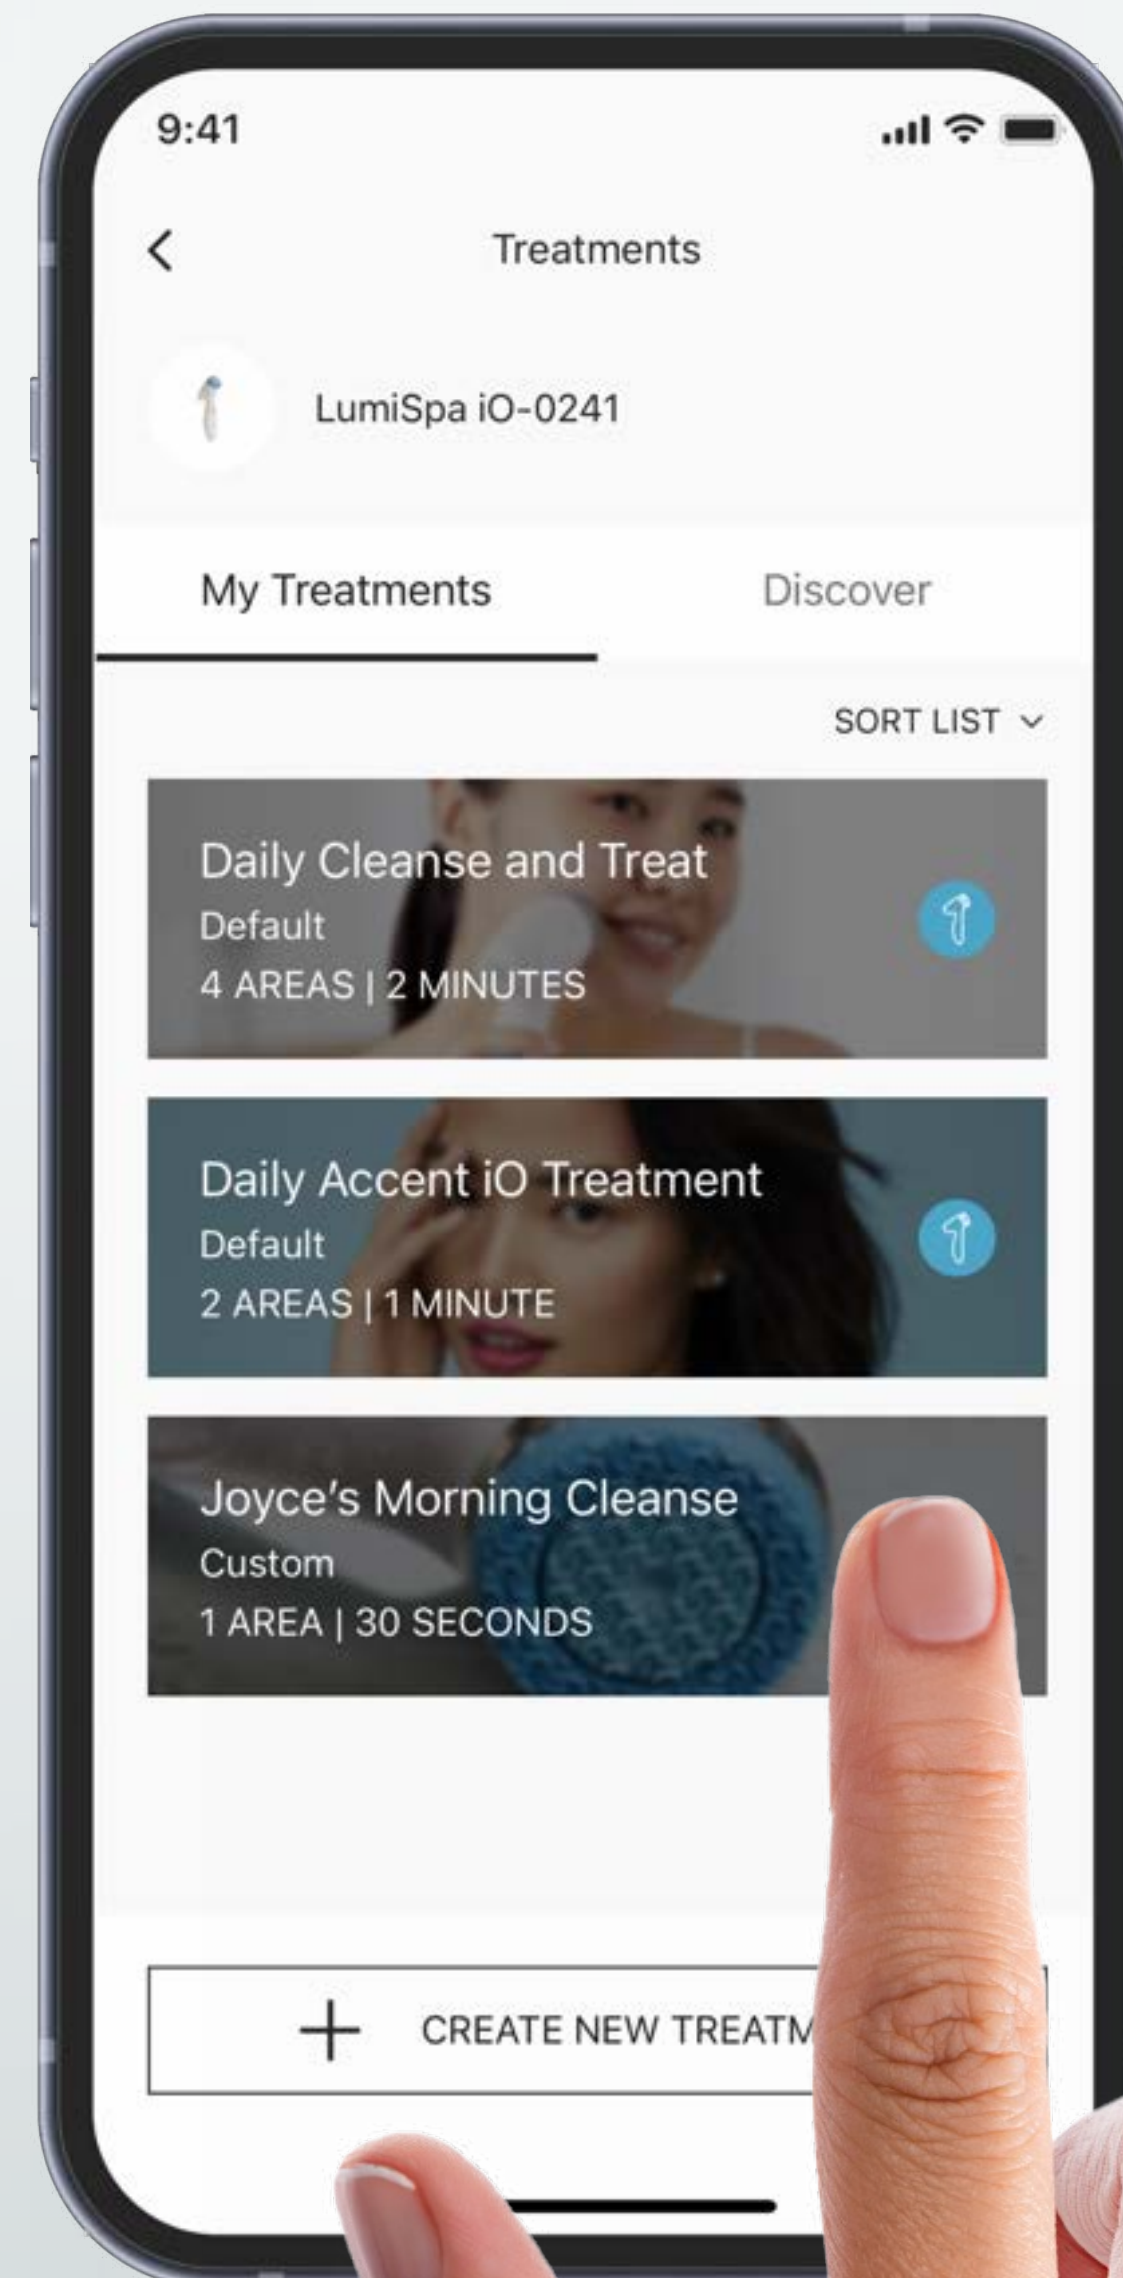 9:41
Treatments
LumiSpa iO-0241
My Treatments
Discover
SORT LIST
Daily Cleanse and Treat
Default
4 AREAS | 2 MINUTES
Daily Accent iO Treatment
Default
2 AREAS | 1 MINUTE
Joyce’s Morning Cleanse
Custom
1 AREA | 30 SECONDS
CREATE NEW